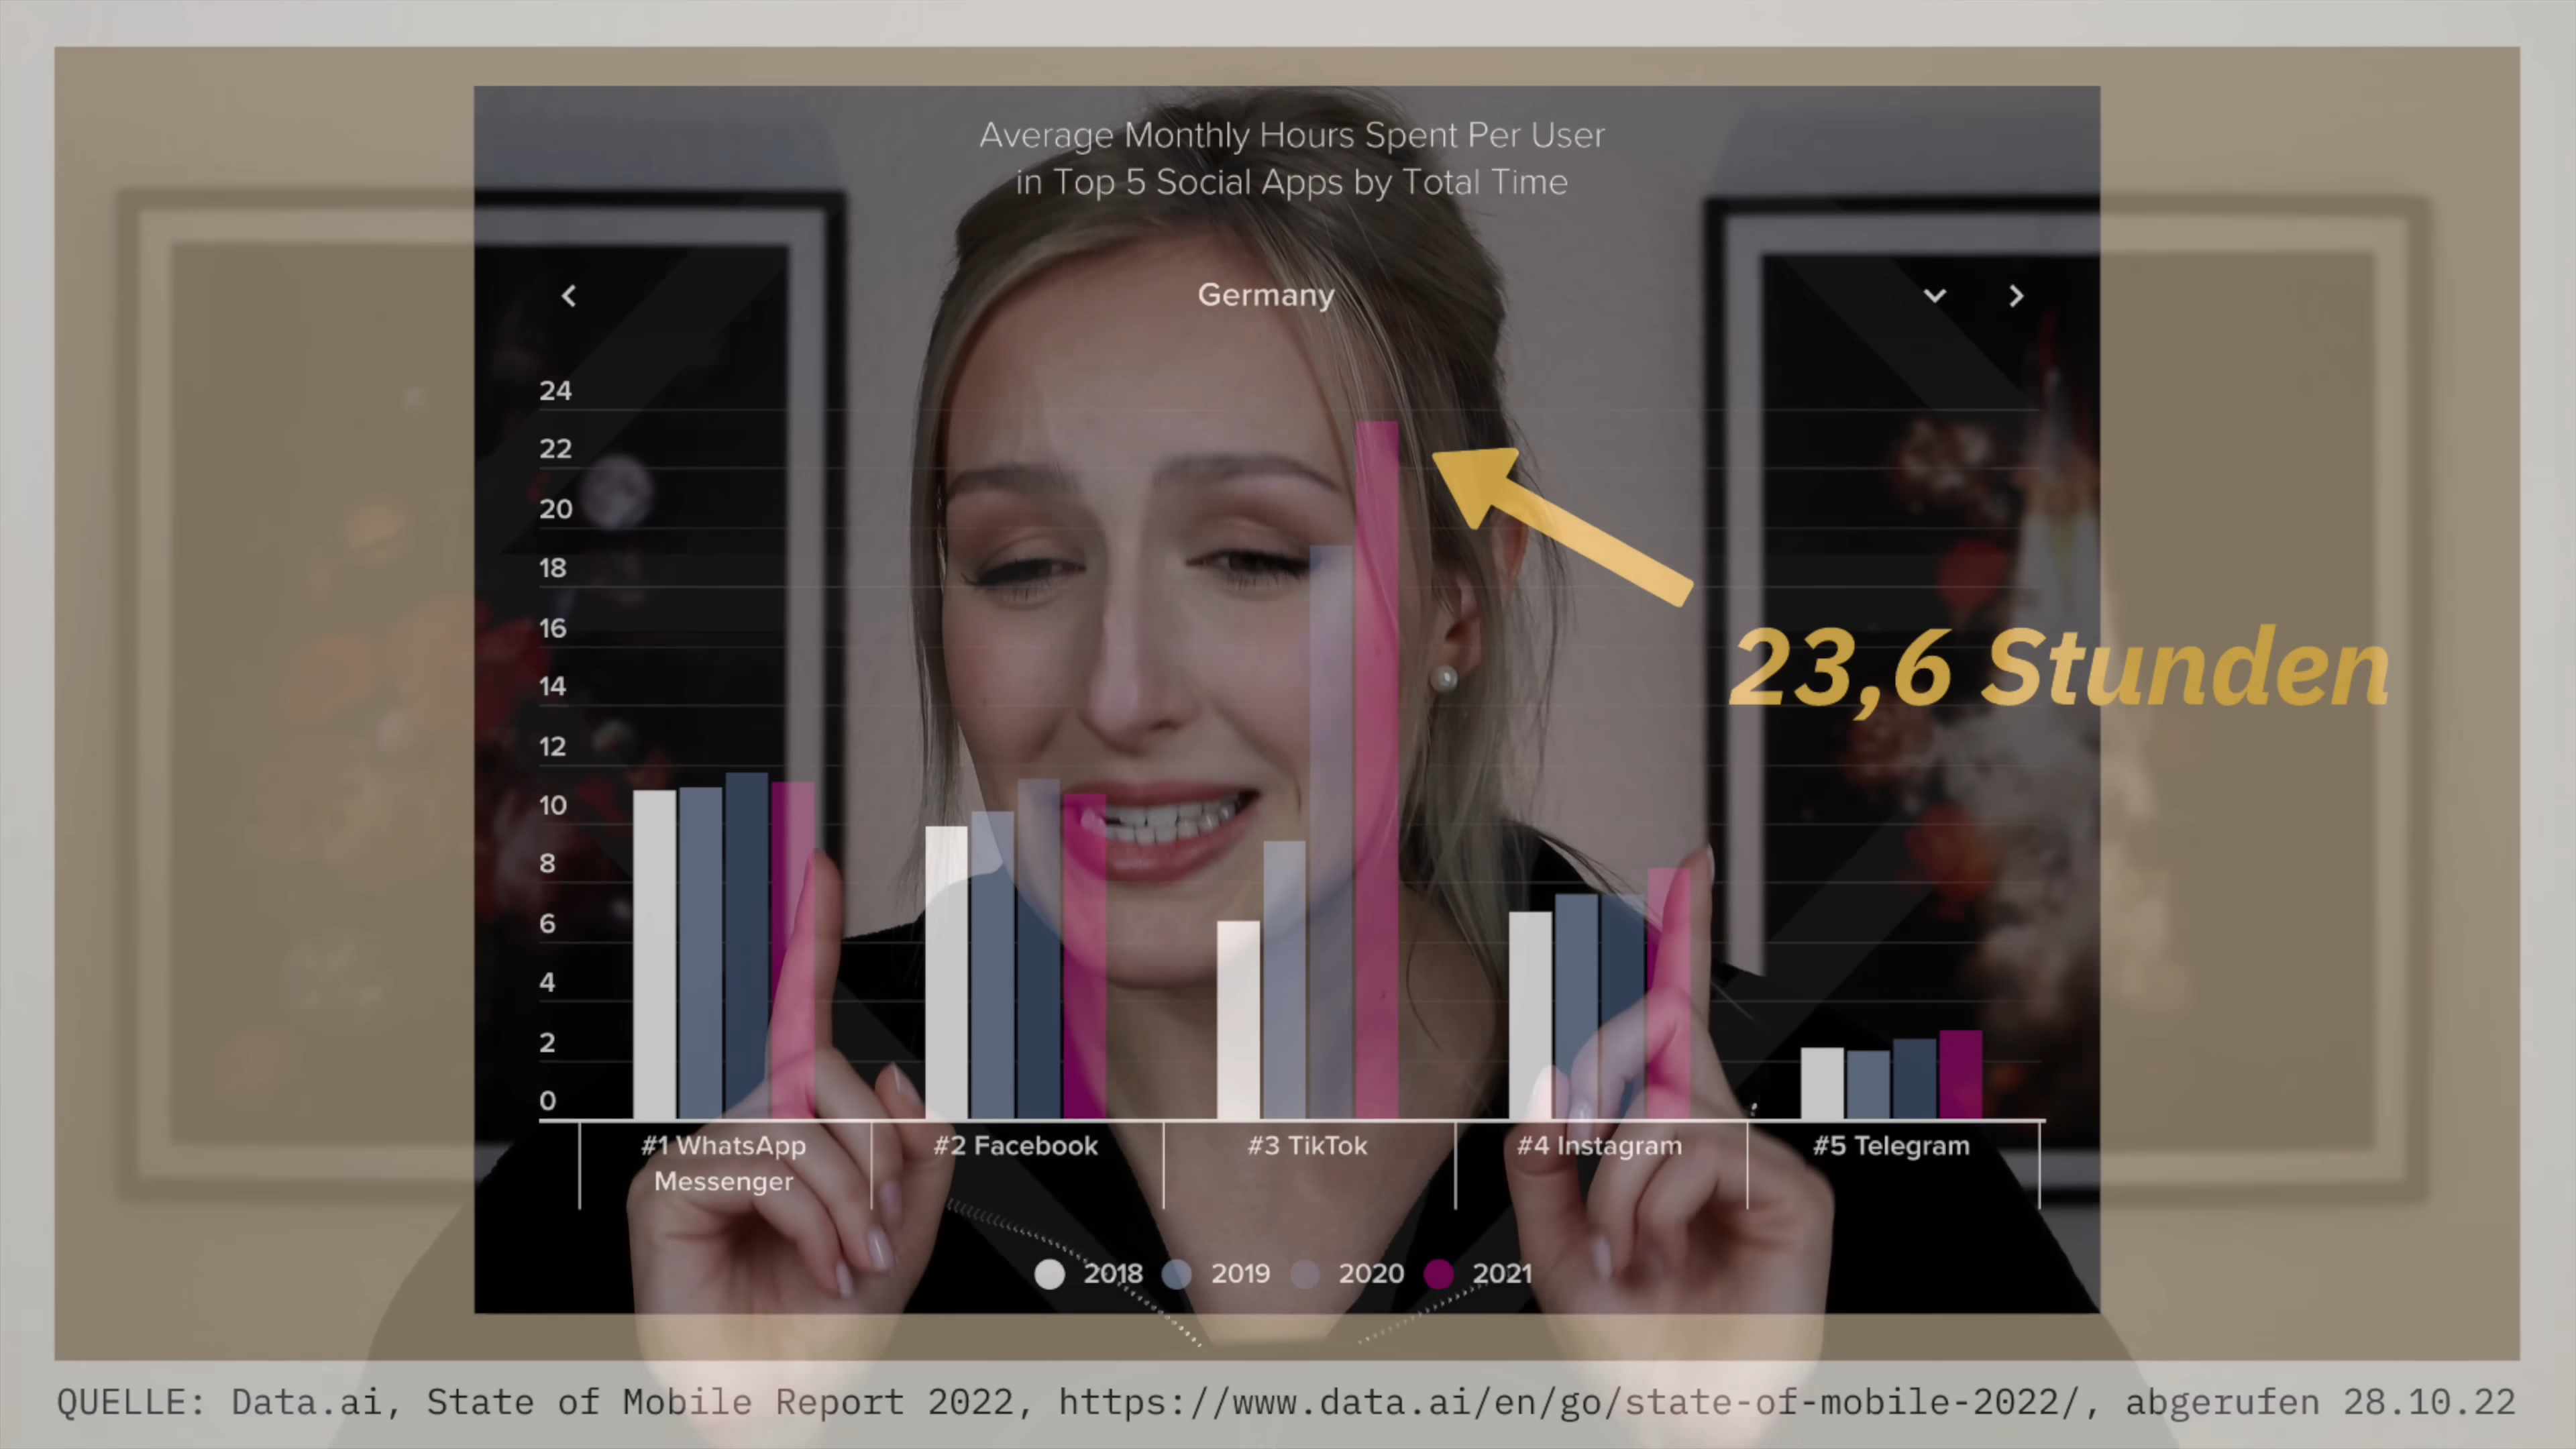 Average Monthly Hours Spent Per User
in Top 5 Social Apps by Total Time
Germany
24
22
20
18
16
14
12
10
8
6
4
2
0
23,6 Stunden
#1 WhatsApp
Messenger
#2 Facebook
#3 TikTok
#4 Instagram
#5 Telegram
2018
2019
2020
2021
QUELLE: Data.ai, State of Mobile Report 2022, https://www.data.ai/en/go/state-of-mobile-2022/, abgerufen 28.10.22